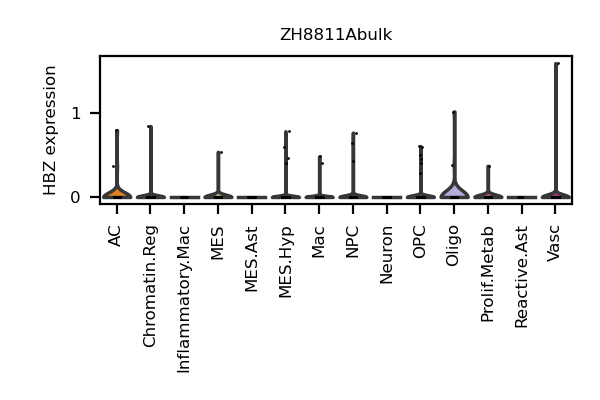 ZH8811Abulk
HBZ expression
1
0
AC
Chromatin.Reg
Inflammatory.Mac
MES
MES.Ast
MES.Hyp
Mac
NPC
Neuron
OPC
Oligo
Prolif.Metab
Reactive.Ast
Vasc